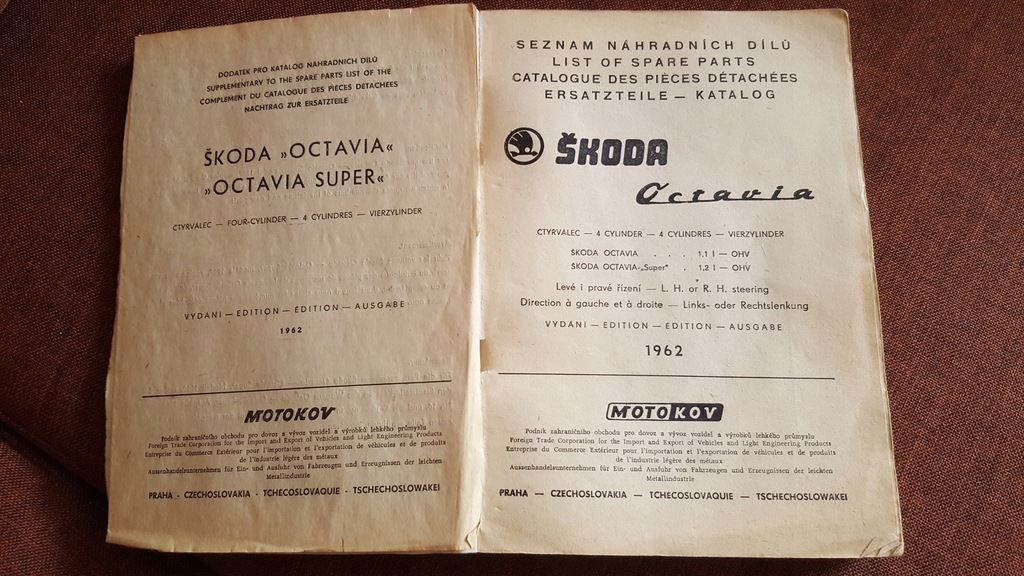 DODATEK PRO KATALOG NÁHRADNICH DÍLŮ
SUPPLEMENTARY TO THE SPARE PARTS LIST OF THE
COMPLEMENT DU CATALOGUE DES PIÈCES DÉTACHÉES
NACHTRAG ZUR ERSATZTEILE
ŠKODA »OCTAVIA«
»OCTAVIA SUPER«
ČTYRVALEC — FOUR-CYLINDER — 4 CYLINDRES — VIERZYLINDER
VYDÁNI — EDITION — ÉDITION — AUSGABE
1962
MOTOKOV
Podnik zahraničního obchodu pro dovoz a vývoz vozidel a výrobků lehkého průmyslu
Foreign Trade Corporation for the Import and Export of Vehicles and Light Engineering Products
Entreprise du Commerce Extérieur pour l'importation et l'exportation de véhicules et de produits
de l'industrie légère des métaux
Aussenhandelsunternehmen für Ein- und Ausfuhr von Fahrzeugen und Erzeugnissen der leichten
Metallindustrie
PRAHA - CZECHOSLOVAKIA - TCHECOSLOVAQUIE - TSCHECHOSLOWAKEI
SEZNAM NÁHRADNÍCH DÍLŮ
LIST OF SPARE PARTS
CATALOGUE DES PIÈCES DÉTACHÉES
ERSATZTEILE — KATALOG
ŠKODA
Octavia
ČTYRVALEC — 4 CYLINDER — 4 CYLINDRES — VIERZYLINDER
ŠKODA OCTAVIA . . . 1,1 l — OHV
ŠKODA OCTAVIA-„Super" . 1,2 l — OHV
Levé i pravé řízení — L. H. or R. H. steering
Direction à gauche et à droite — Links- oder Rechtslenkung
VYDÁNI — EDITION — ÉDITION — AUSGABE
1962
MOTOKOV
Podnik zahraničního obchodu pro dovoz a vývoz vozidel a výrobků lehkého průmyslu
Foreign Trade Corporation for the Import and Export of Vehicles and Light Engineering Products
Entreprise du Commerce Extérieur pour l'importation et l'exportation de véhicules et de produits
de l'industrie légère des métaux
Aussenhandelsunternehmen für Ein- und Ausfuhr von Fahrzeugen und Erzeugnissen der leichten
Metallindustrie
PRAHA — CZECHOSLOVAKIA — TCHECOSLOVAQUIE — TSCHECHOSLOWAKEI